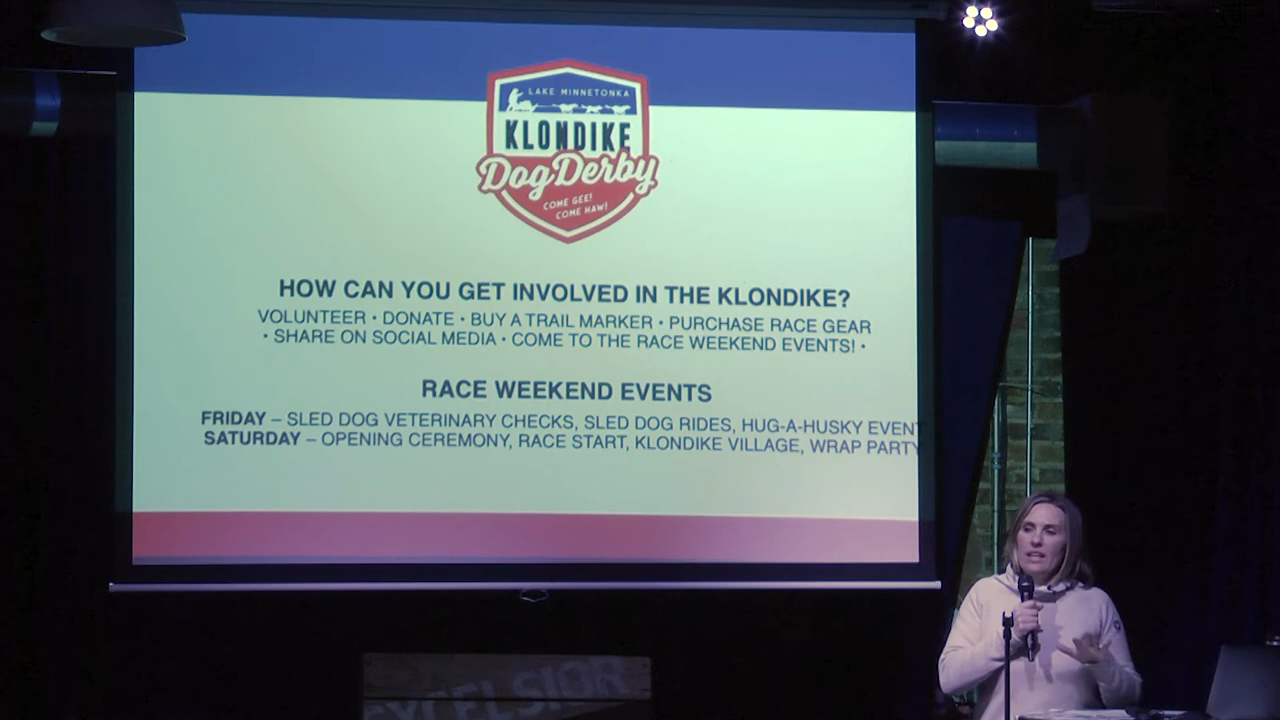 LAKE MINNETONKA
KLONDIKE
Dog Derby
COME GEE!
COME HAW!
HOW CAN YOU GET INVOLVED IN THE KLONDIKE?
VOLUNTEER • DONATE • BUY A TRAIL MARKER • PURCHASE RACE GEAR
• SHARE ON SOCIAL MEDIA • COME TO THE RACE WEEKEND EVENTS! •
RACE WEEKEND EVENTS
FRIDAY – SLED DOG VETERINARY CHECKS, SLED DOG RIDES, HUG-A-HUSKY EVENT
SATURDAY – OPENING CEREMONY, RACE START, KLONDIKE VILLAGE, WRAP PARTY
EXCELSIOR